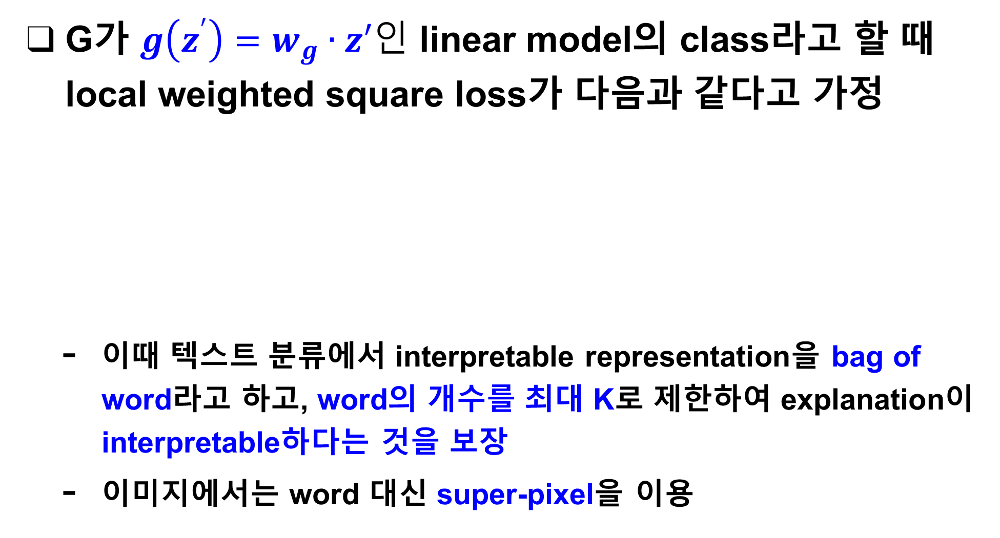 ❑ G가 g(z′) = w_g · z′인 linear model의 class라고 할 때
local weighted square loss가 다음과 같다고 가정
- 이때 텍스트 분류에서 interpretable representation을 bag of
word라고 하고, word의 개수를 최대 K로 제한하여 explanation이
interpretable하다는 것을 보장
- 이미지에서는 word 대신 super-pixel을 이용